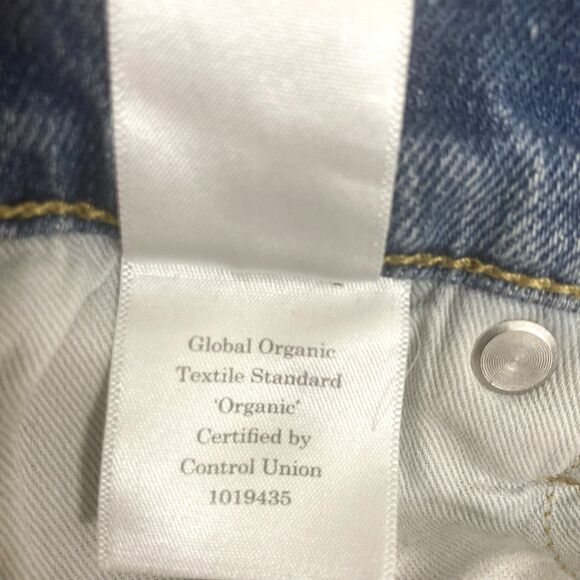 Global Organic
Textile Standard
‘Organic’
Certified by
Control Union
1019435